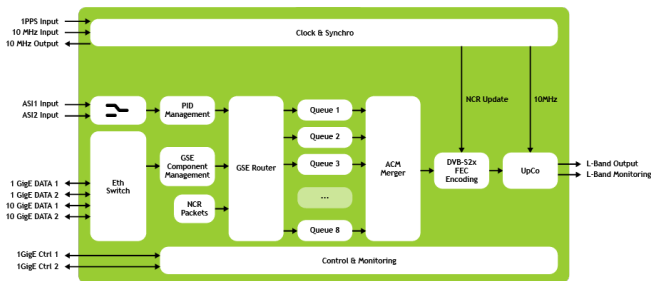 1PPS Input
10 MHz Input
10 MHz Output
Clock & Synchro
NCR Update
10MHz
ASI1 Input
ASI2 Input
PID
Management
GSE
Component
Management
NCR
Packets
Eth
Switch
1 GigE DATA 1
1 GigE DATA 2
10 GigE DATA 1
10 GigE DATA 2
GSE Router
Queue 1
Queue 2
Queue 3
...
Queue 8
ACM
Merger
DVB-S2x
FEC
Encoding
UpCo
L-Band Output
L-Band Monitoring
1GigE Ctrl 1
1GigE Ctrl 2
Control & Monitoring